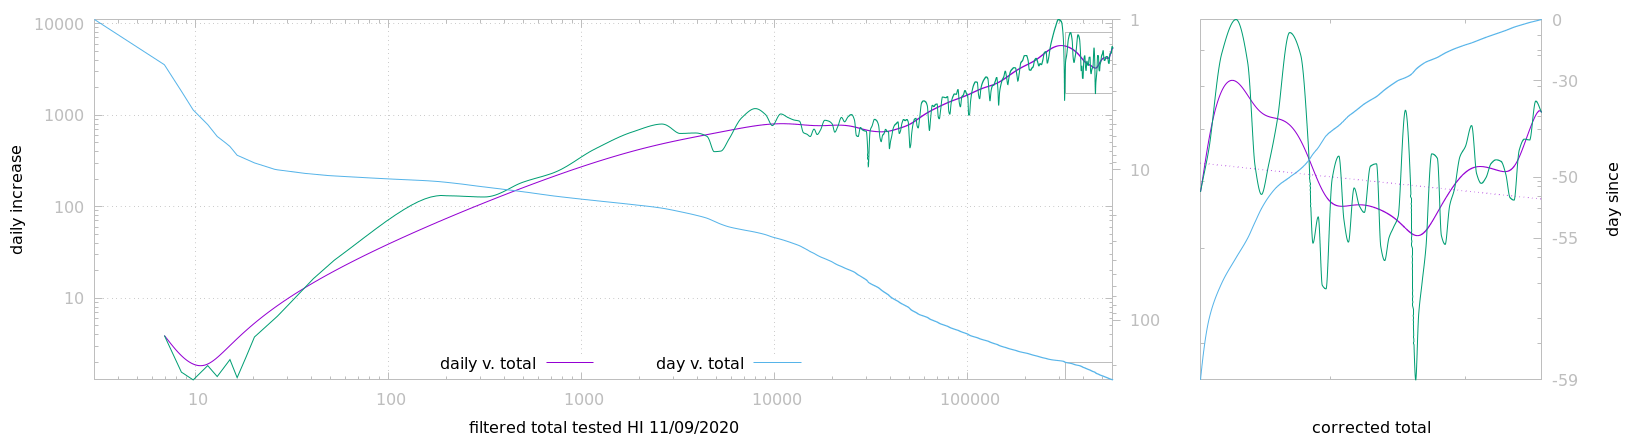 10000
1000
100
10
daily increase
10
100
1000
10000
100000
filtered total tested HI 11/09/2020
daily v. total
day v. total
1
10
100
0
-30
-50
-55
-59
day since
corrected total